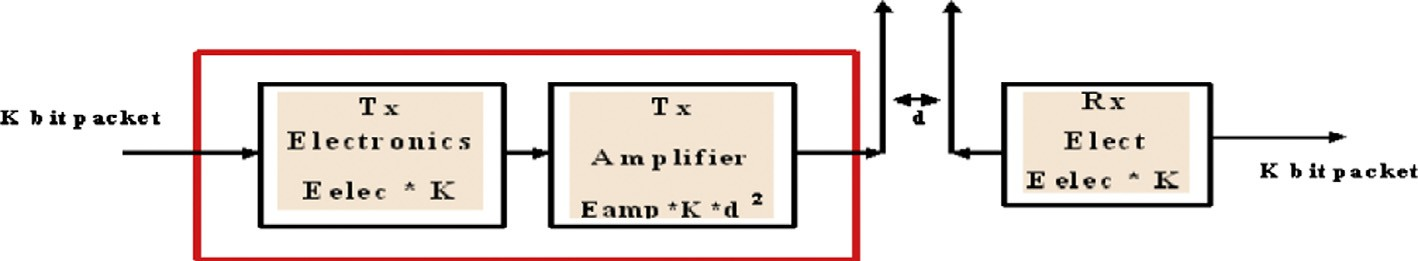 K bit packet
Tx
Electronics
Eelec * K
Tx
Amplifier
Eamp *K *d ²
d
Rx
Elect
Eelec * K
K bit packet